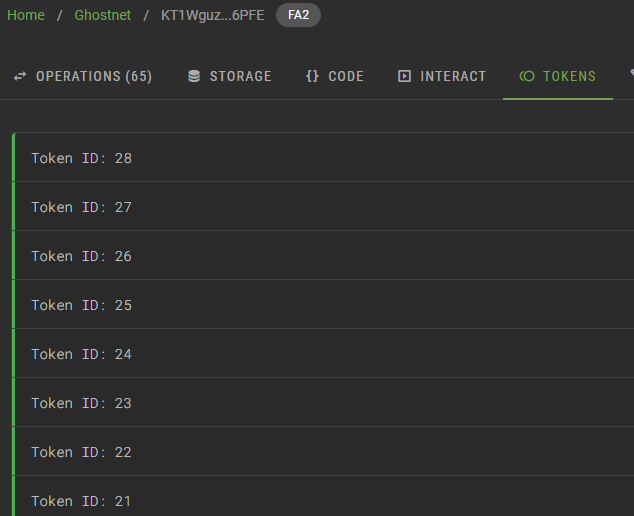 Home / Ghostnet / KT1Wguz...6PFE FA2
OPERATIONS (65) STORAGE {} CODE INTERACT TOKENS
Token ID: 28
Token ID: 27
Token ID: 26
Token ID: 25
Token ID: 24
Token ID: 23
Token ID: 22
Token ID: 21